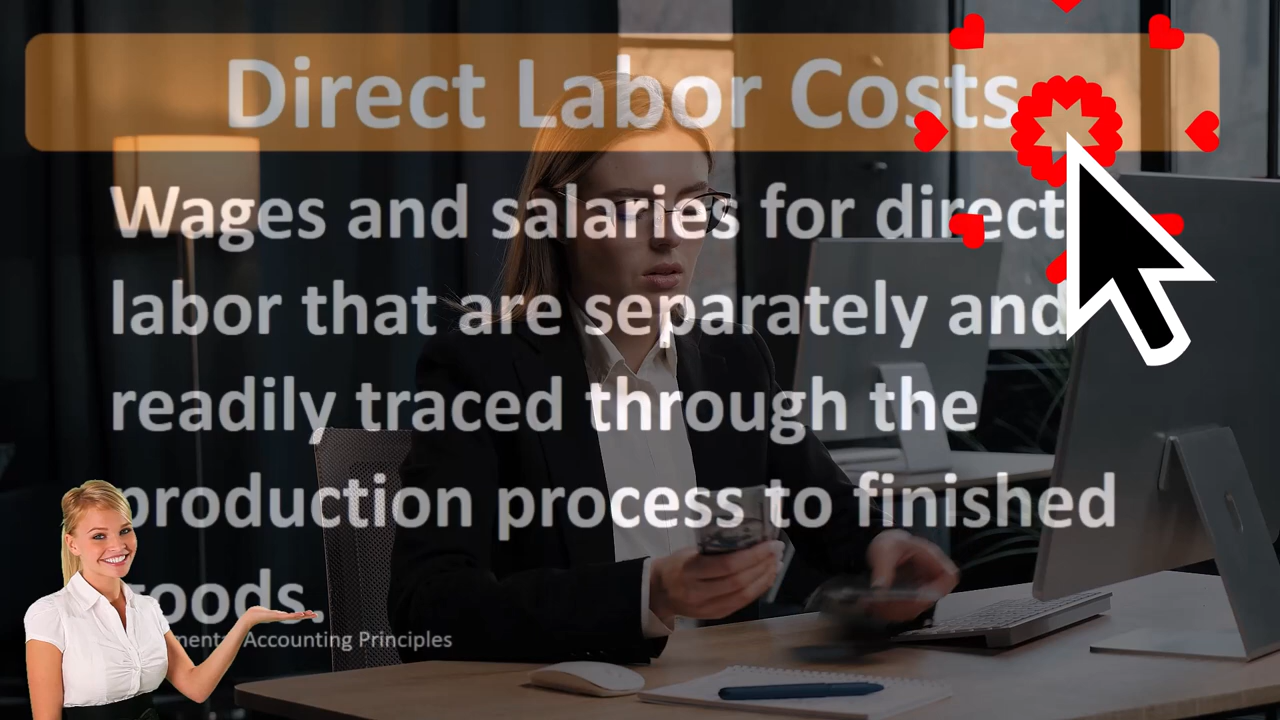 Direct Labor Costs
Wages and salaries for direct
labor that are separately and
readily traced through the
production process to finished
goods.
Accounting Principles